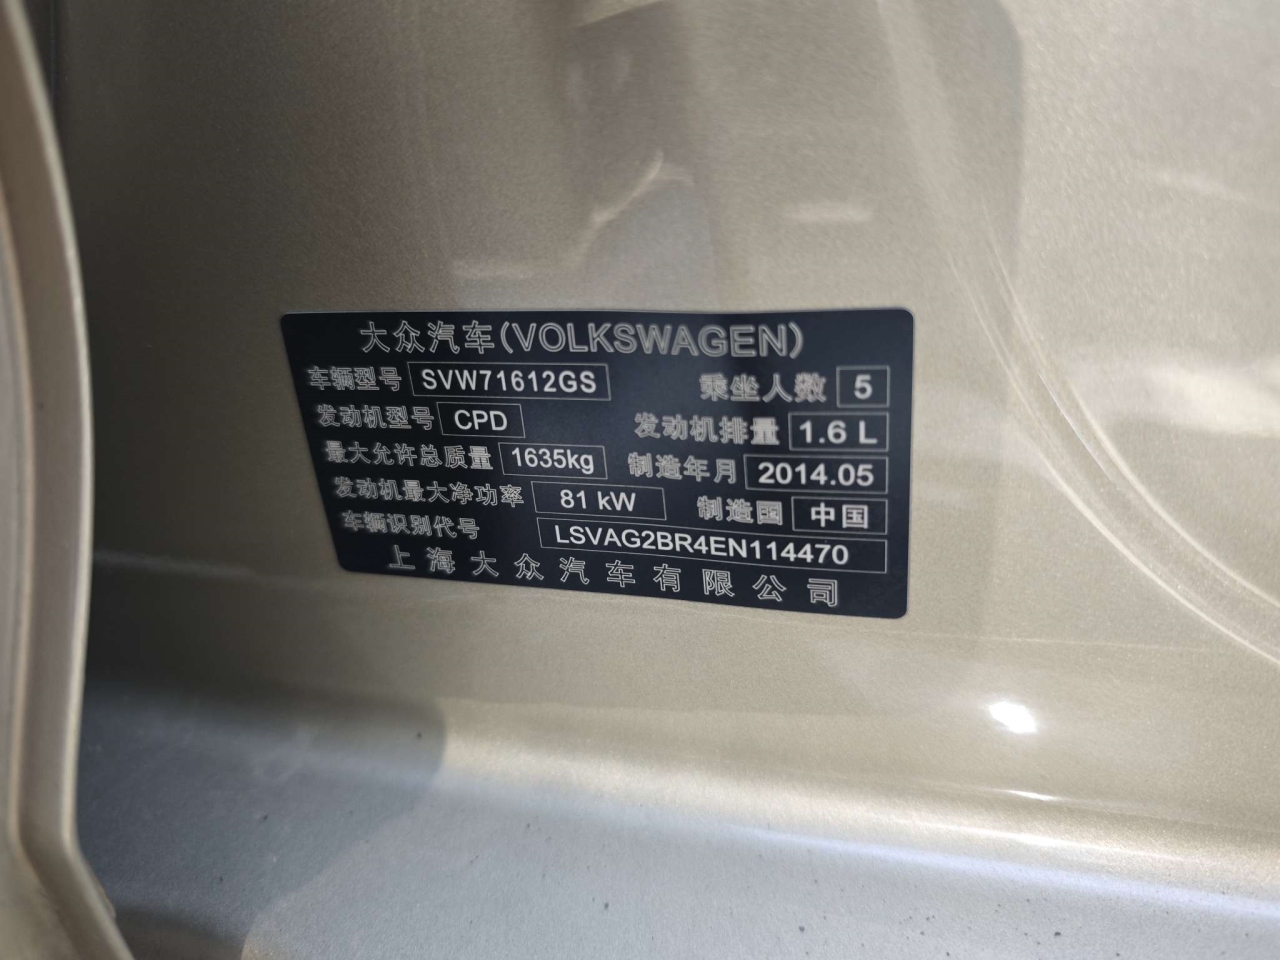 大众汽车(VOLKSWAGEN)
车辆型号 SVW71612GS 乘坐人数 5
发动机型号 CPD 发动机排量 1.6 L
最大允许总质量 1635kg 制造年月 2014.05
发动机最大净功率 81 kW 制造国 中国
车辆识别代号 LSVAG2BR4EN114470
上海大众汽车有限公司